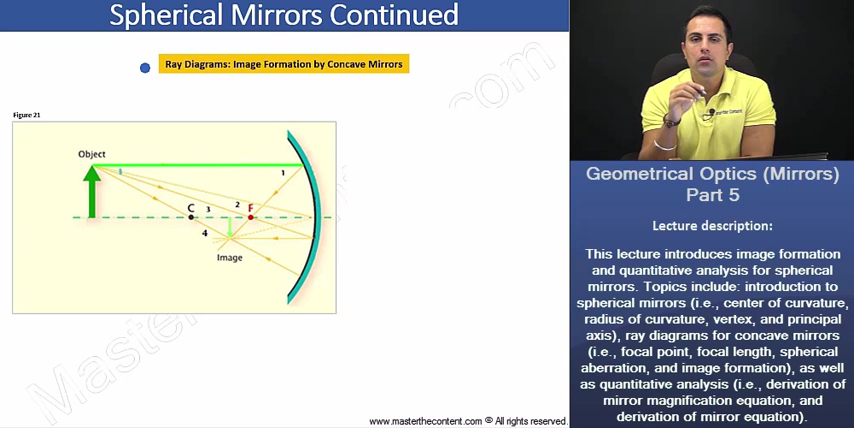 Spherical Mirrors Continued
Ray Diagrams: Image Formation by Concave Mirrors
Figure 21
Object
1
C
3
2
F
4
Image
www.masterthecontent.com ® All rights reserved.
Geometrical Optics (Mirrors)
Part 5
Lecture description:
This lecture introduces image formation
and quantitative analysis for spherical
mirrors. Topics include: introduction to
spherical mirrors (i.e., center of curvature,
radius of curvature, vertex, and principal
axis), ray diagrams for concave mirrors
(i.e., focal point, focal length, spherical
aberration, and image formation), as well
as quantitative analysis (i.e., derivation of
mirror magnification equation, and
derivation of mirror equation).